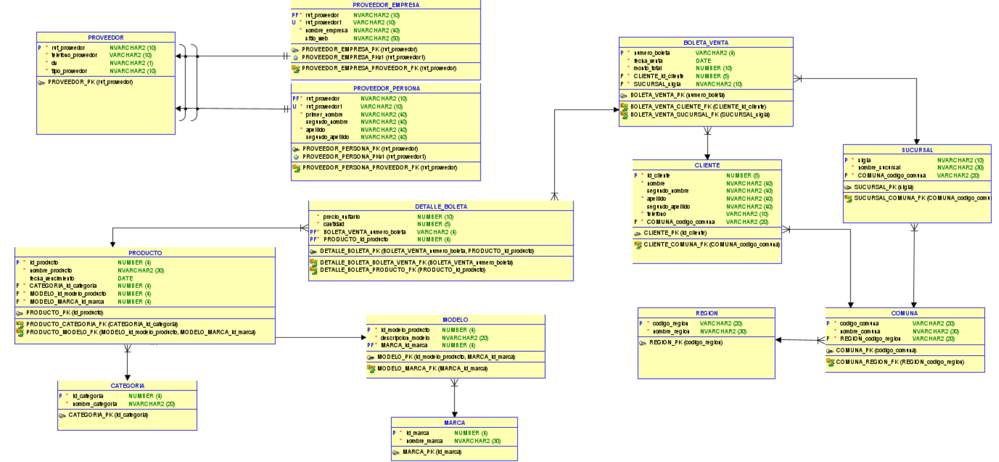 PROVEEDOR
P * rut_proveedor NVARCHAR2 (10)
* telefono_proveedor VARCHAR2 (10)
* dv NVARCHAR2 (1)
* tipo_proveedor NVARCHAR2 (10)
PROVEEDOR_PK (rut_proveedor)
PROVEEDOR_EMPRESA
PF * rut_proveedor NVARCHAR2 (10)
U * rut_proveedor1 VARCHAR2 (10)
* nombre_empresa NVARCHAR2 (40)
sitio_web NVARCHAR2 (50)
PROVEEDOR_EMPRESA_PK (rut_proveedor)
PROVEEDOR_EMPRESA_PKv1 (rut_proveedor1)
PROVEEDOR_EMPRESA_PROVEEDOR_FK (rut_proveedor)
PROVEEDOR_PERSONA
PF * rut_proveedor NVARCHAR2 (10)
U * rut_proveedor1 VARCHAR2 (10)
* primer_nombre NVARCHAR2 (40)
segundo_nombre NVARCHAR2 (40)
* apellido NVARCHAR2 (40)
segundo_apellido NVARCHAR2 (40)
PROVEEDOR_PERSONA_PK (rut_proveedor)
PROVEEDOR_PERSONA_PKv1 (rut_proveedor1)
PROVEEDOR_PERSONA_PROVEEDOR_FK (rut_proveedor)
BOLETA_VENTA
P * numero_boleta VARCHAR2 (4)
* fecha_venta DATE
* monto_total NUMBER (10)
F * CLIENTE_id_cliente NUMBER (5)
F * SUCURSAL_sigla NVARCHAR2 (10)
BOLETA_VENTA_PK (numero_boleta)
BOLETA_VENTA_CLIENTE_FK (CLIENTE_id_cliente)
BOLETA_VENTA_SUCURSAL_FK (SUCURSAL_sigla)
SUCURSAL
P * sigla NVARCHAR2 (10)
* nombre_sucursal NVARCHAR2 (30)
F * COMUNA_codigo_comuna VARCHAR2 (20)
SUCURSAL_PK (sigla)
SUCURSAL_COMUNA_FK (COMUNA_codigo_comu
CLIENTE
P * id_cliente NUMBER (5)
* nombre NVARCHAR2 (40)
segundo_nombre NVARCHAR2 (40)
* apellido NVARCHAR2 (40)
segundo_apellido NVARCHAR2 (40)
* telefono VARCHAR2 (10)
F * COMUNA_codigo_comuna VARCHAR2 (20)
CLIENTE_PK (id_cliente)
CLIENTE_COMUNA_FK (COMUNA_codigo_comuna)
DETALLE_BOLETA
* precio_unitario NUMBER (10)
* cantidad NUMBER (5)
PF* BOLETA_VENTA_numero_boleta VARCHAR2 (4)
PF* PRODUCTO_id_producto NUMBER (4)
DETALLE_BOLETA_PK (BOLETA_VENTA_numero_boleta, PRODUCTO_id_producto)
DETALLE_BOLETA_BOLETA_VENTA_FK (BOLETA_VENTA_numero_boleta)
DETALLE_BOLETA_PRODUCTO_FK (PRODUCTO_id_producto)
PRODUCTO
P * id_producto NUMBER (4)
* nombre_producto NVARCHAR2 (30)
fecha_vencimiento DATE
F * CATEGORIA_id_categoria NUMBER (4)
F * MODELO_id_modelo_producto NUMBER (4)
F * MODELO_MARCA_id_marca NUMBER (4)
PRODUCTO_PK (id_producto)
PRODUCTO_CATEGORIA_FK (CATEGORIA_id_categoria)
PRODUCTO_MODELO_FK (MODELO_id_modelo_producto, MODELO_MARCA_id_marca)
MODELO
P * id_modelo_producto NUMBER (4)
* descripcion_modelo NVARCHAR2 (20)
PF* MARCA_id_marca NUMBER (4)
MODELO_PK (id_modelo_producto, MARCA_id_marca)
MODELO_MARCA_FK (MARCA_id_marca)
REGION
P * codigo_region VARCHAR2 (20)
* nombre_region NVARCHAR2 (30)
REGION_PK (codigo_region)
COMUNA
P * codigo_comuna VARCHAR2 (20)
* nombre_comuna NVARCHAR2 (30)
F * REGION_codigo_region VARCHAR2 (20)
COMUNA_PK (codigo_comuna)
COMUNA_REGION_FK (REGION_codigo_region)
CATEGORIA
P * id_categoria NUMBER (4)
* nombre_categoria NVARCHAR2 (20)
CATEGORIA_PK (id_categoria)
MARCA
P * id_marca NUMBER (4)
* nombre_marca NVARCHAR2 (30)
MARCA_PK (id_marca)